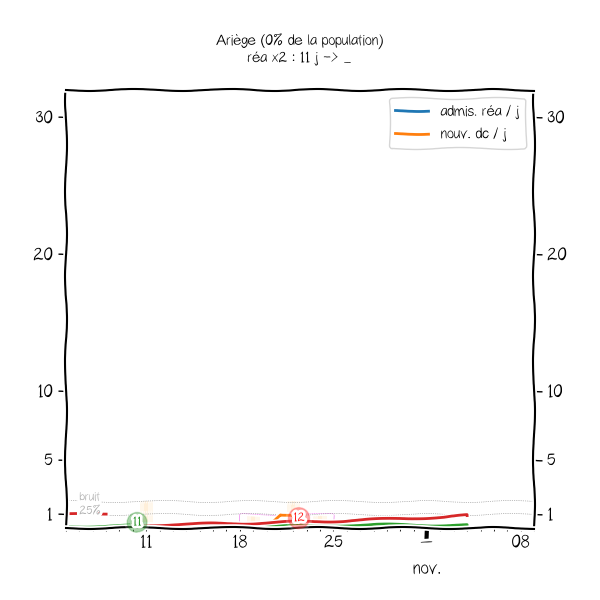 Ariège (0% de la population)
réa x2 : 11 j -> _
30
30
admis. réa / j
nouv. dc / j
20
20
10
10
5
5
bruit
25%
1
1
11
12
11
18
25
08
nov.